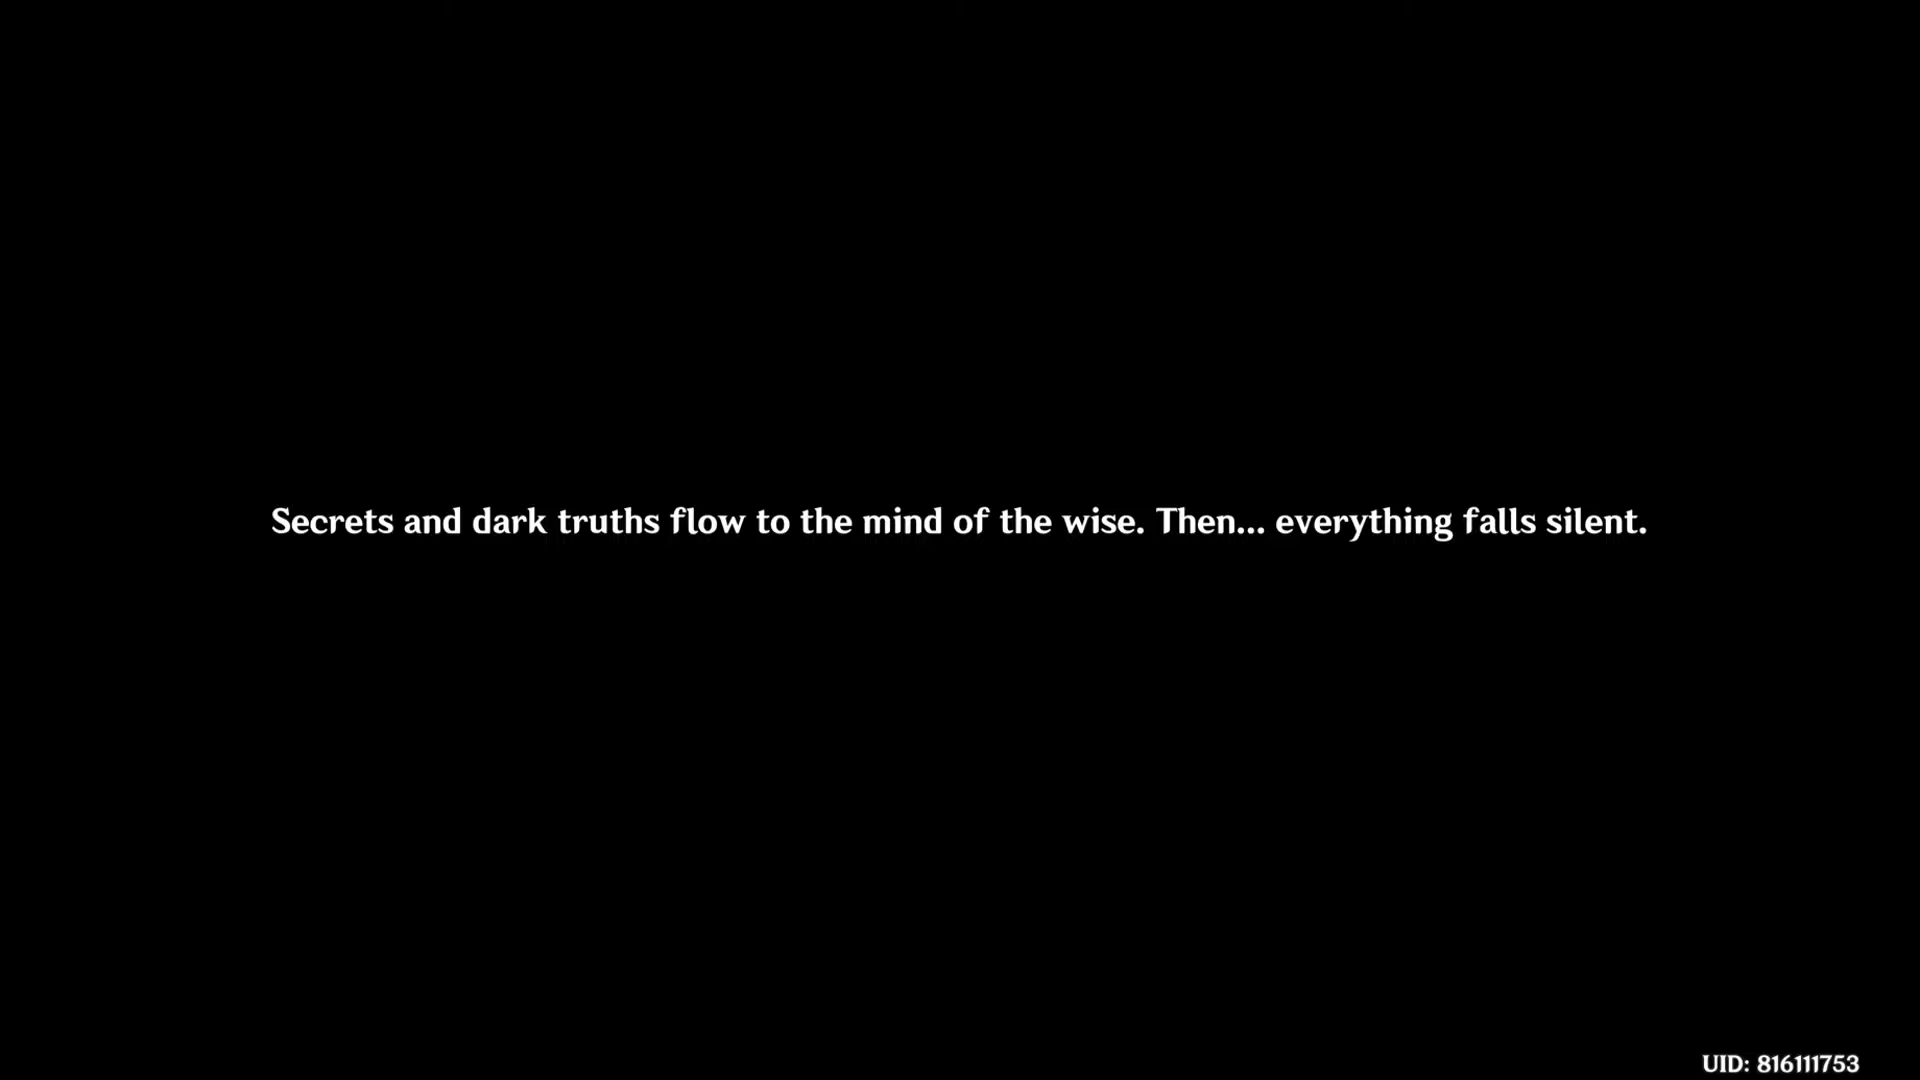 Secrets and dark truths flow to the mind of the wise. Then... everything falls silent.
UID: 816111753